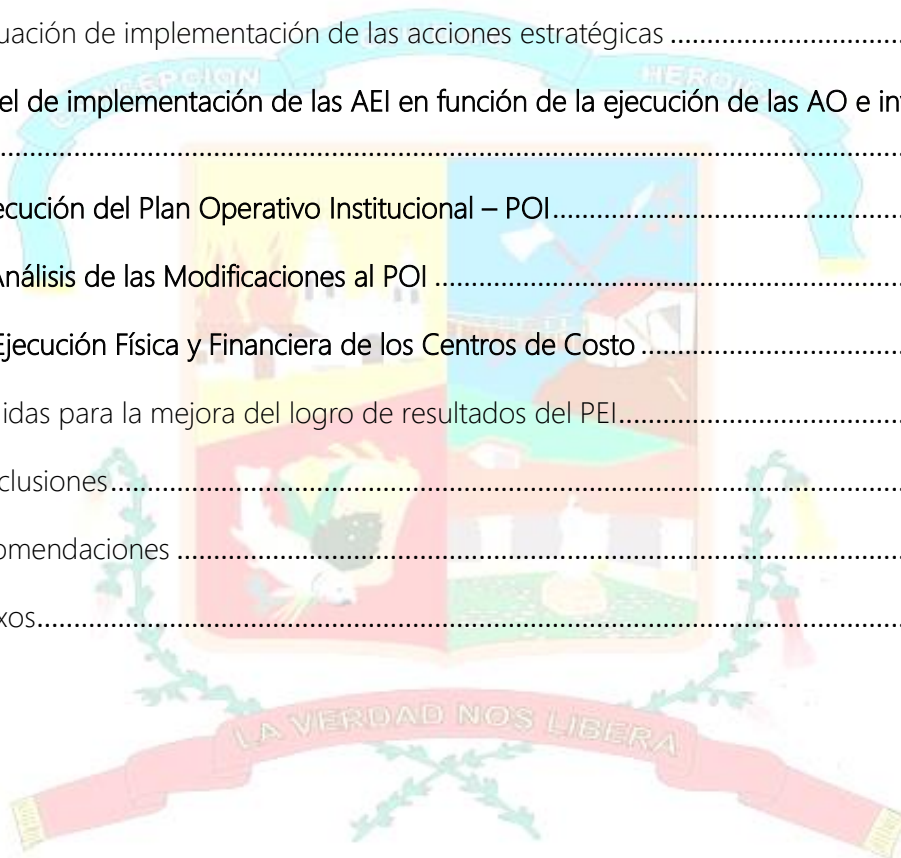 uación de implementación de las acciones estratégicas ................................
CONCEPCION HEROICA
el de implementación de las AEI en función de la ejecución de las AO e in
................................................................................
ecución del Plan Operativo Institucional – POI................................
Análisis de las Modificaciones al POI ................................
Ejecución Física y Financiera de los Centros de Costo ................................
idas para la mejora del logro de resultados del PEI................................
clusiones................................
omendaciones ................................
xos................................
LA VERDAD NOS LIBERA